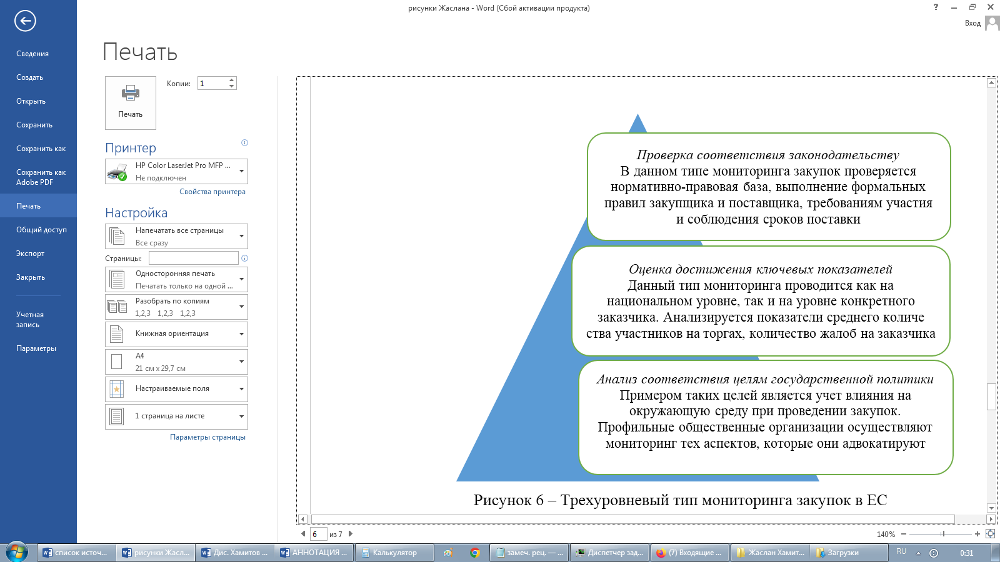 рисунки Жаслана - Word (Сбой активации продукта)
?
Вход
Сведения
Создать
Открыть
Сохранить
Сохранить как
Сохранить как
Adobe PDF
Печать
Общий доступ
Экспорт
Закрыть
Учетная
запись
Параметры
Печать
Печать
Копии: 1
Принтер
HP Color LaserJet Pro MFP ...
Не подключен
Свойства принтера
Настройка
Напечатать все страницы
Все сразу
Страницы:
Односторонняя печать
Печатать только на одной ...
Разобрать по копиям
1,2,3 1,2,3 1,2,3
Книжная ориентация
A4
21 см x 29,7 см
Настраиваемые поля
1 страница на листе
Параметры страницы
Проверка соответствия законодательству
В данном типе мониторинга закупок проверяется
нормативно-правовая база, выполнение формальных
правил закупщика и поставщика, требованиям участия
и соблюдения сроков поставки
Оценка достижения ключевых показателей
Данный тип мониторинга проводится как на
национальном уровне, так и на уровне конкретного
заказчика. Анализируется показатели среднего количе
ства участников на торгах, количество жалоб на заказчика
Анализ соответствия целям государственной политики
Примером таких целей является учет влияния на
окружающую среду при проведении закупок.
Профильные общественные организации осуществляют
мониторинг тех аспектов, которые они адвокатируют
Рисунок 6 – Трехуровневый тип мониторинга закупок в ЕС
6 из 7
140%
список источ...
рисунки Жасл...
Дис. Хамитов ...
АННОТАЦИЯ ...
Калькулятор
замеч. рец. — ...
Диспетчер зад...
(7) Входящие ...
Жаслан Хамит...
Загрузки
RU
0:31